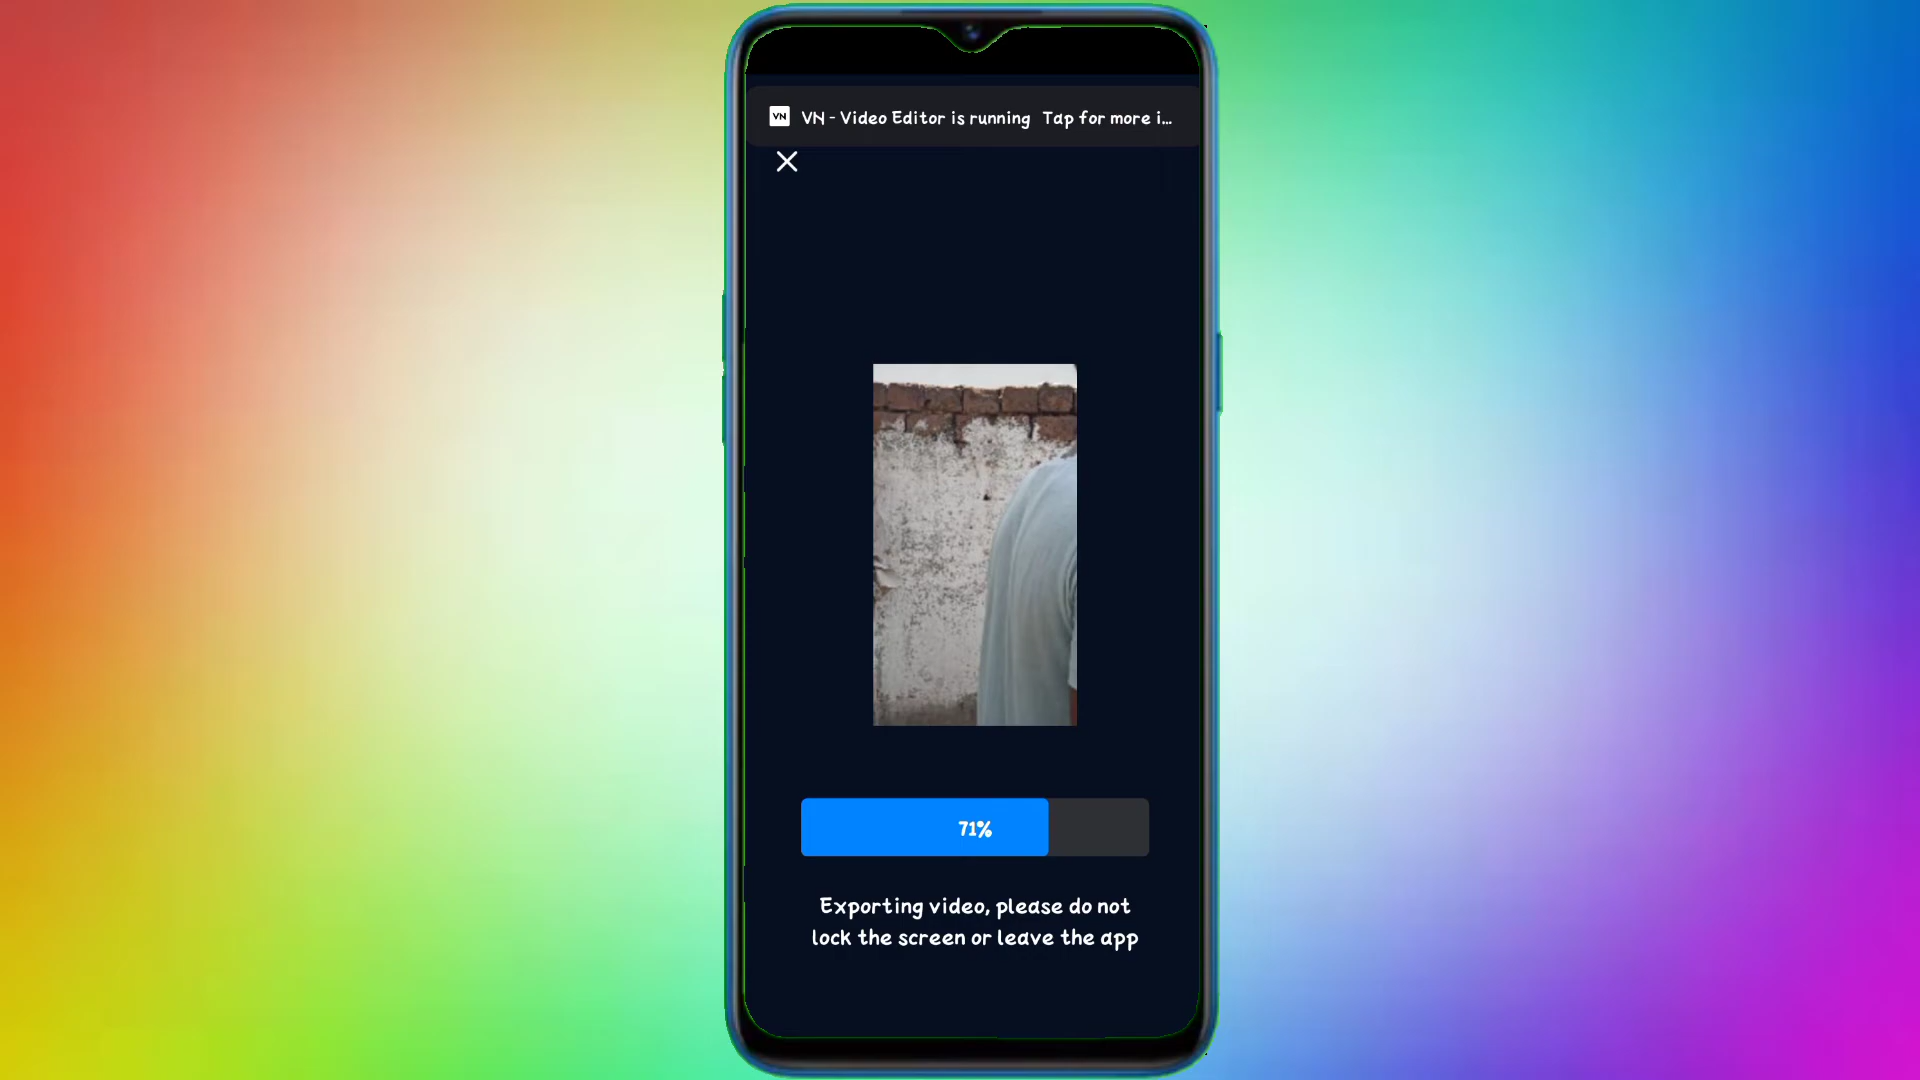 VN VN - Video Editor is running Tap for more i...
71%
Exporting video, please do not
lock the screen or leave the app